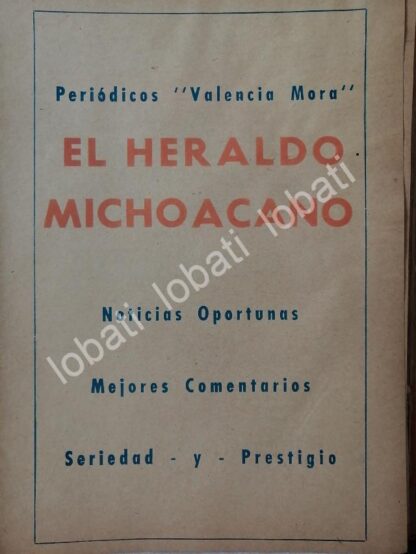 Periódicos ''Valencia Mora''
EL HERALDO
MICHOACANO
Noticias Oportunas
Mejores Comentarios
Seriedad - y - Prestigio
lobati lobati lobati